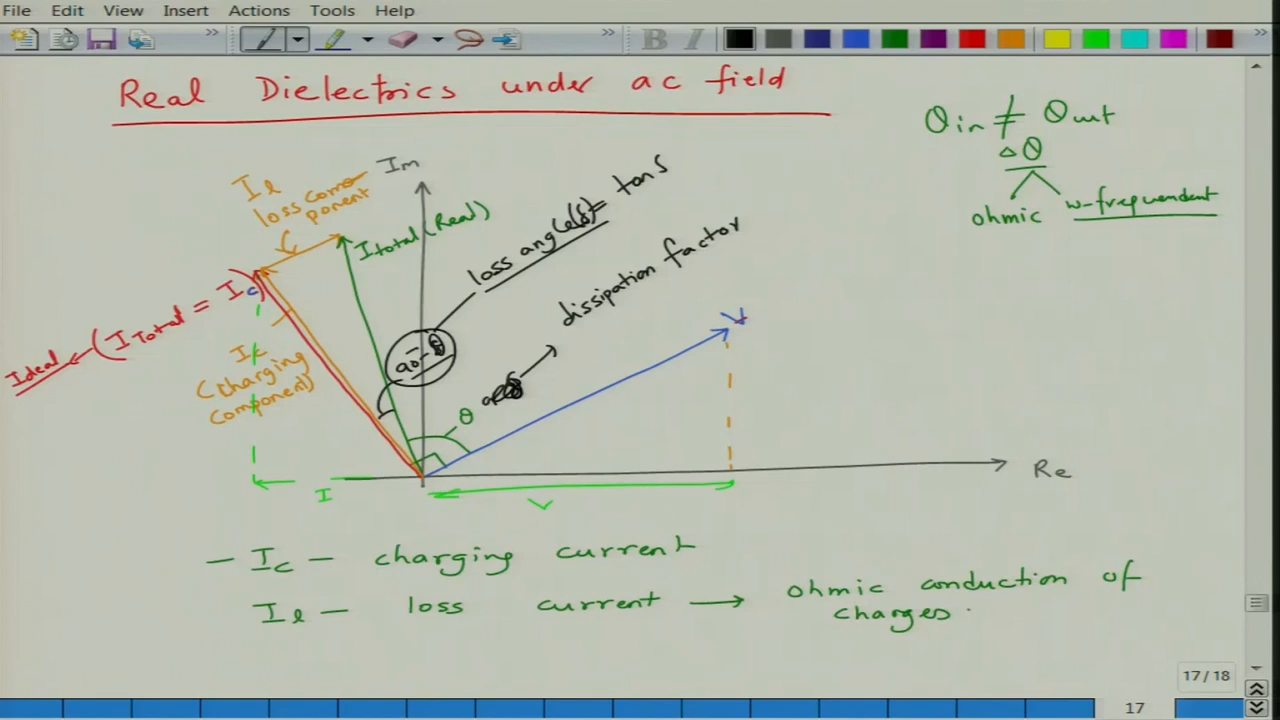 File Edit View Insert Actions Tools Help
Real Dielectrics under ac field
Qin ≠ Qout
ΔQ
ohmic
w-frequendent
Im
Il
loss component
Itotal (Real)
loss angle(δ)= tanδ
dissipation factor
Ideal ← (ITotal = Ic)
Ic
(charging
component)
90-θ
θ
V
Re
I
V
- Ic - charging current
Il - loss current → ohmic conduction of
charges.
17 / 18
17